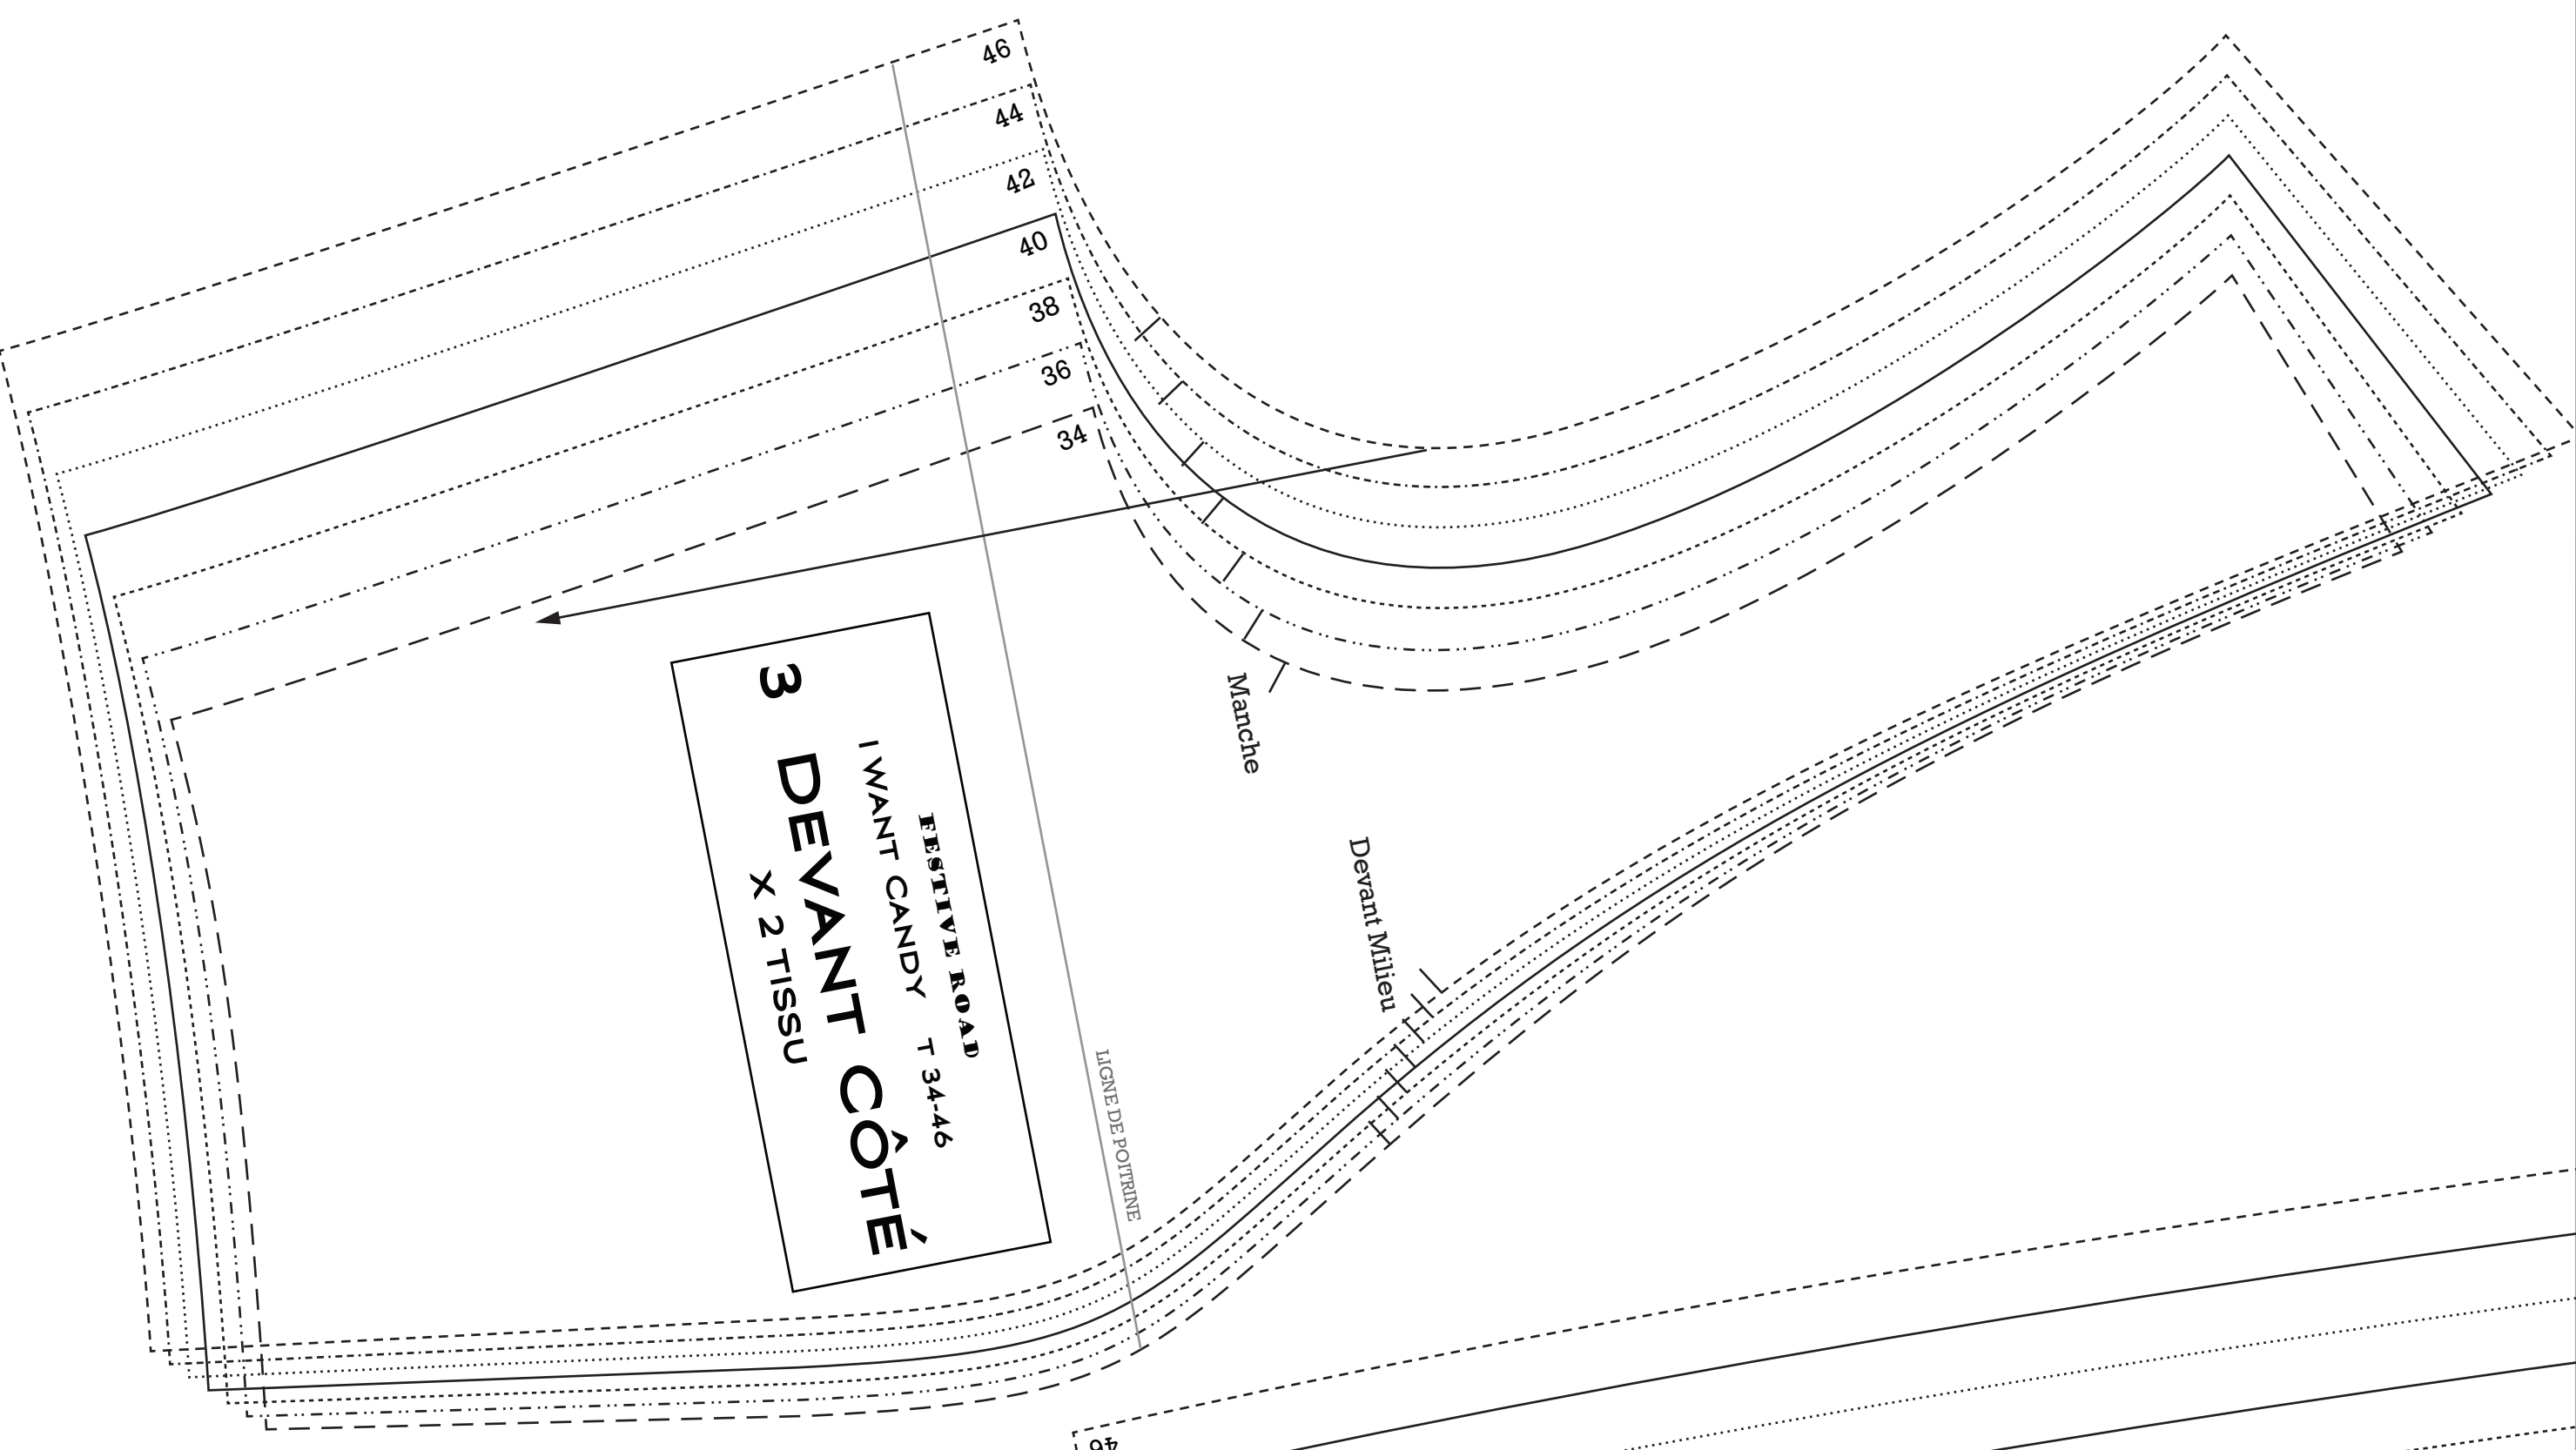 46
44
42
40
38
36
34
Manche
Devant Milieu
LIGNE DE POITRINE
FESTIVE ROAD
I WANT CANDY T 34-46
3 DEVANT CÔTÉ
X 2 TISSU
46